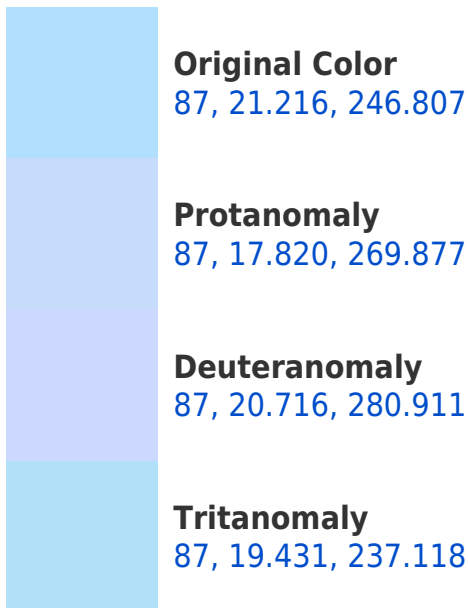 Original Color
87, 21.216, 246.807
Protanomaly
87, 17.820, 269.877
Deuteranomaly
87, 20.716, 280.911
Tritanomaly
87, 19.431, 237.118